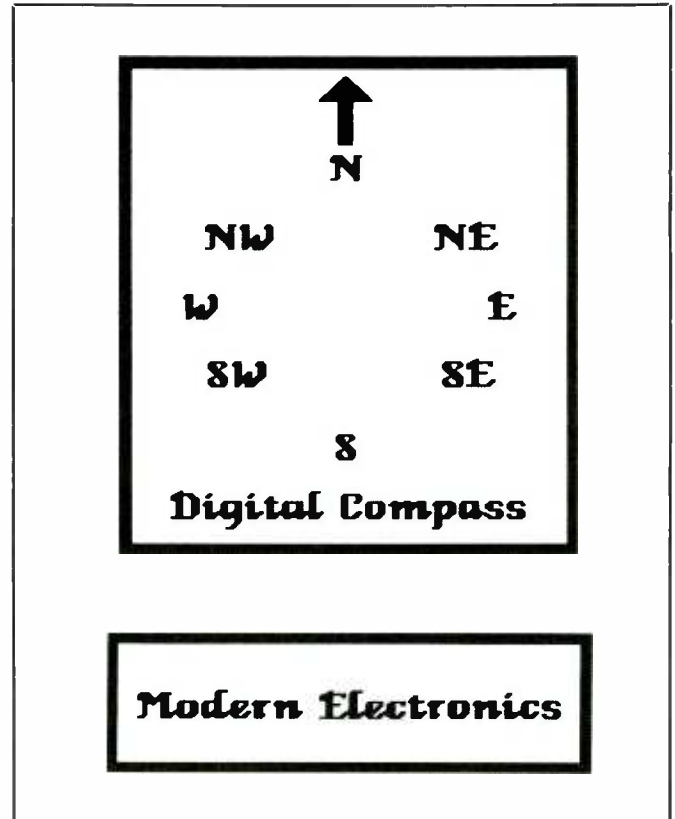 N
NW NE
W E
SW SE
S
Digital Compass
Modern Electronics